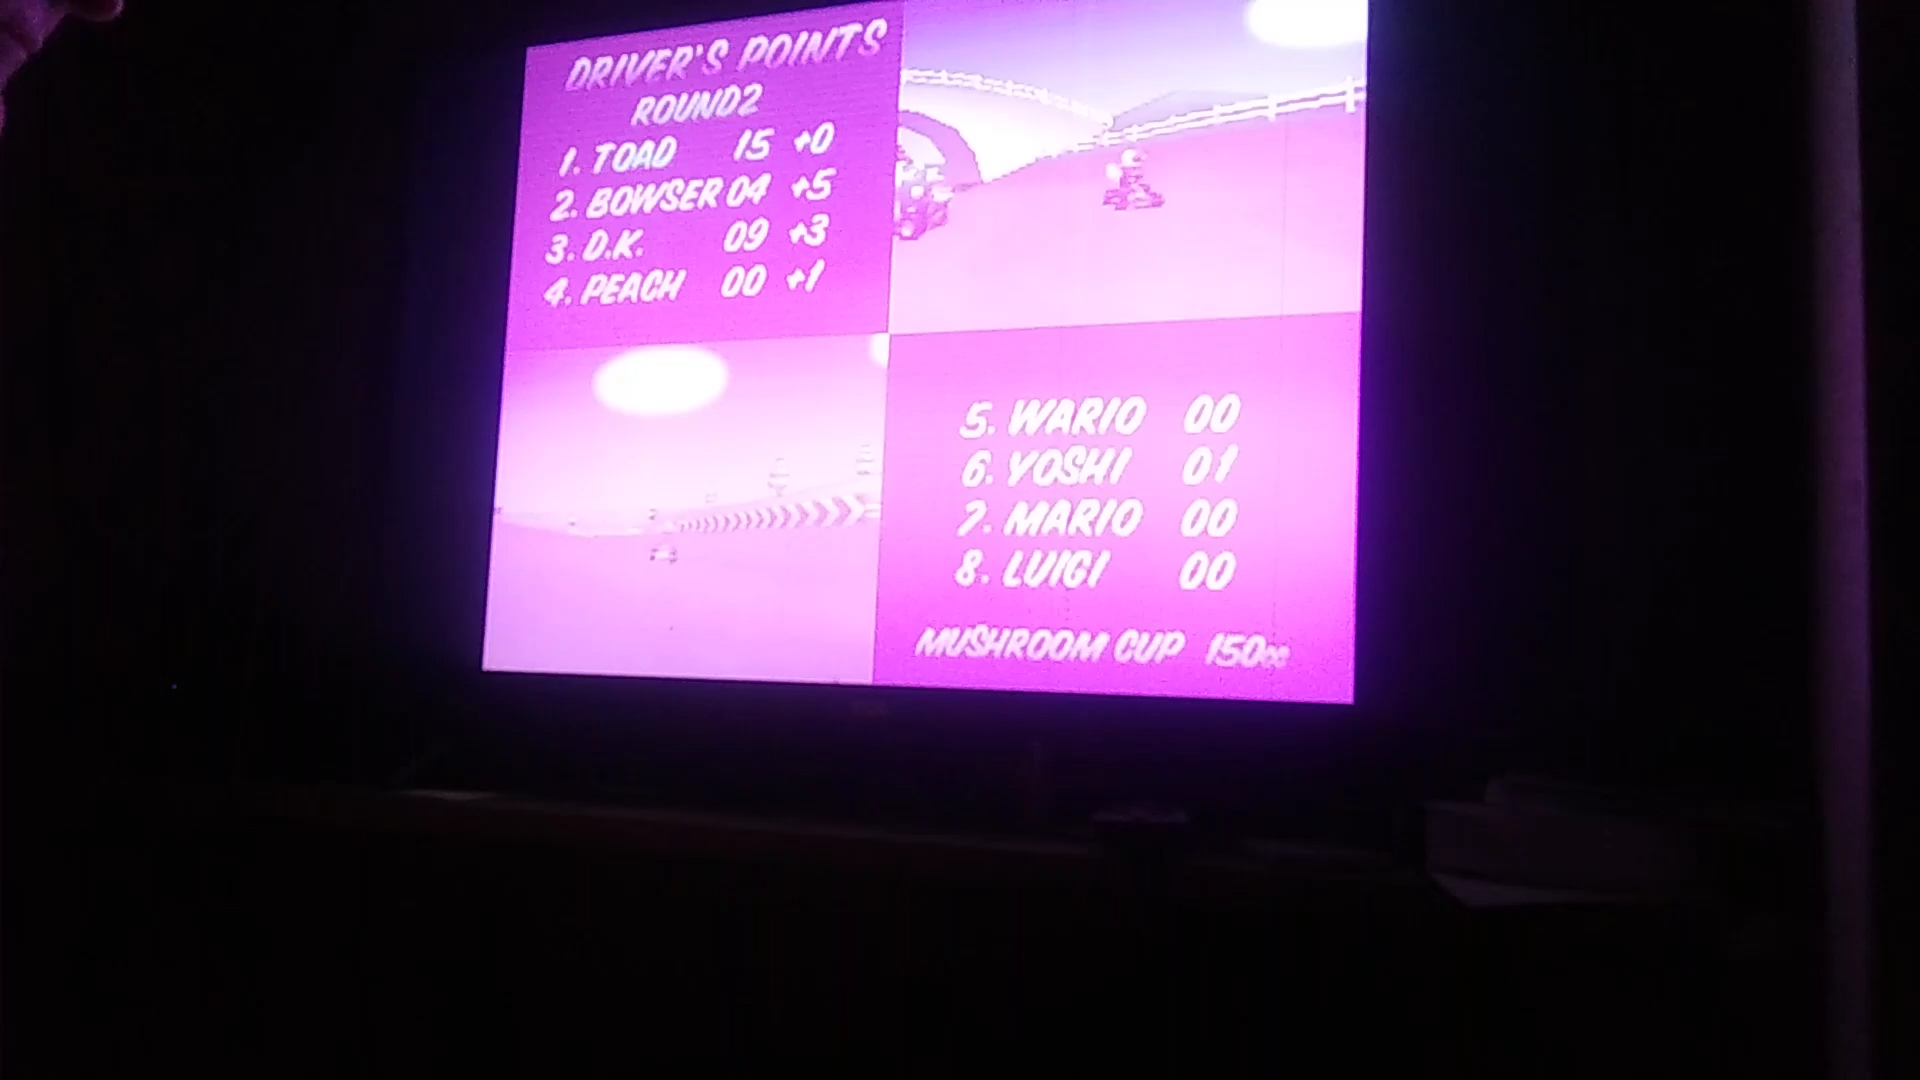 DRIVER'S POINTS
ROUND2
1. TOAD 15 +0
2. BOWSER 04 +5
3. D.K. 09 +3
4. PEACH 00 +1
5. WARIO 00
6. YOSHI 01
7. MARIO 00
8. LUIGI 00
MUSHROOM CUP 150cc